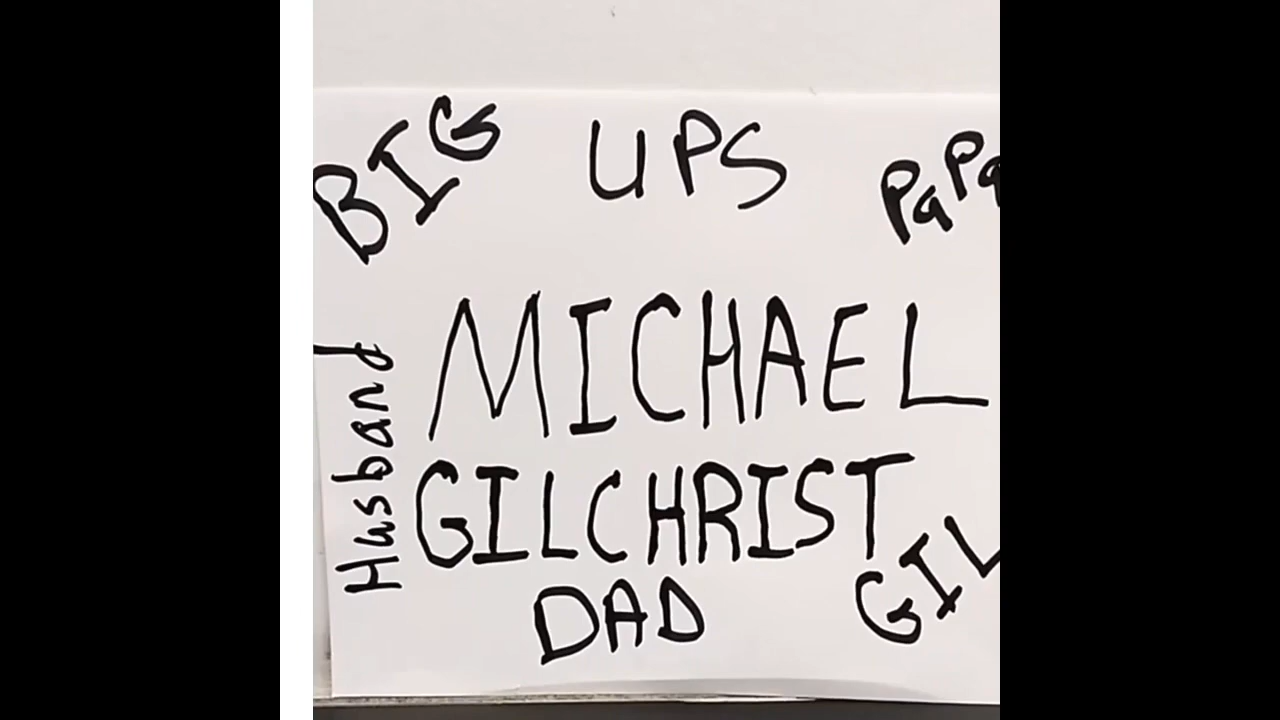 BIG UPS PaPa
MICHAEL
Husband
GILCHRIST
DAD
GIL